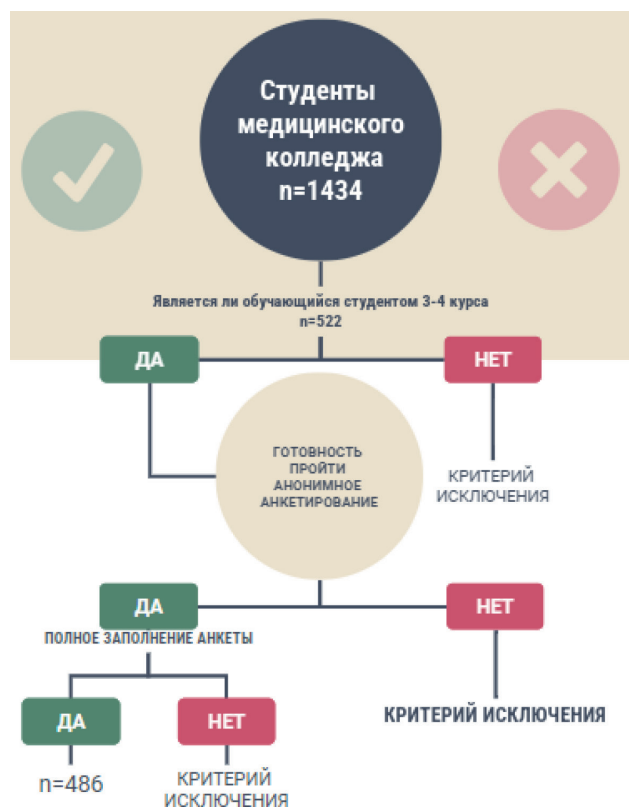 Студенты
медицинского
колледжа
n=1434
Является ли обучающийся студентом 3-4 курса
n=522
ДА
НЕТ
ГОТОВНОСТЬ
ПРОЙТИ
АНОНИМНОЕ
АНКЕТИРОВАНИЕ
КРИТЕРИЙ
ИСКЛЮЧЕНИЯ
ДА
НЕТ
ПОЛНОЕ ЗАПОЛНЕНИЕ АНКЕТЫ
ДА
НЕТ
КРИТЕРИЙ ИСКЛЮЧЕНИЯ
n=486
КРИТЕРИЙ
ИСКЛЮЧЕНИЯ